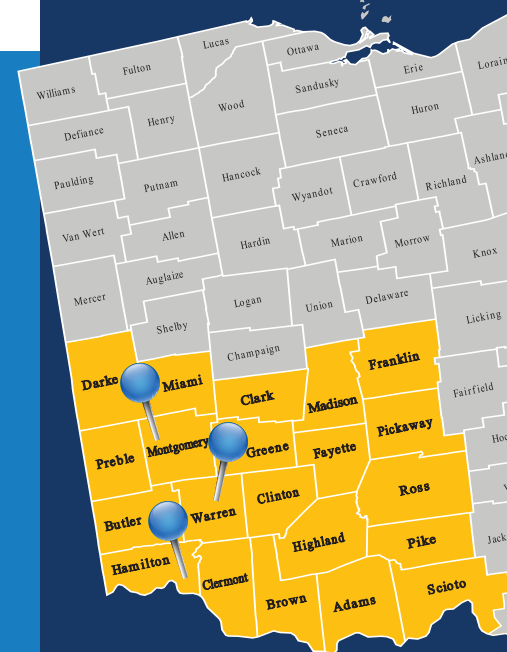 Lucas
Ottawa
Fulton
Williams
Erie
Lorain
Sandusky
Wood
Huron
Henry
Defiance
Seneca
Ashland
Hancock
Crawford
Richland
Paulding
Putnam
Wyandot
Van Wert
Allen
Hardin
Marion
Morrow
Knox
Auglaize
Mercer
Logan
Union
Delaware
Licking
Shelby
Champaign
Franklin
Darke
Miami
Clark
Madison
Fairfield
Pickaway
Montgomery
Greene
Fayette
Hoc
Preble
Clinton
Ross
Butler
Warren
Highland
Pike
Jack
Hamilton
Clermont
Brown
Adams
Scioto